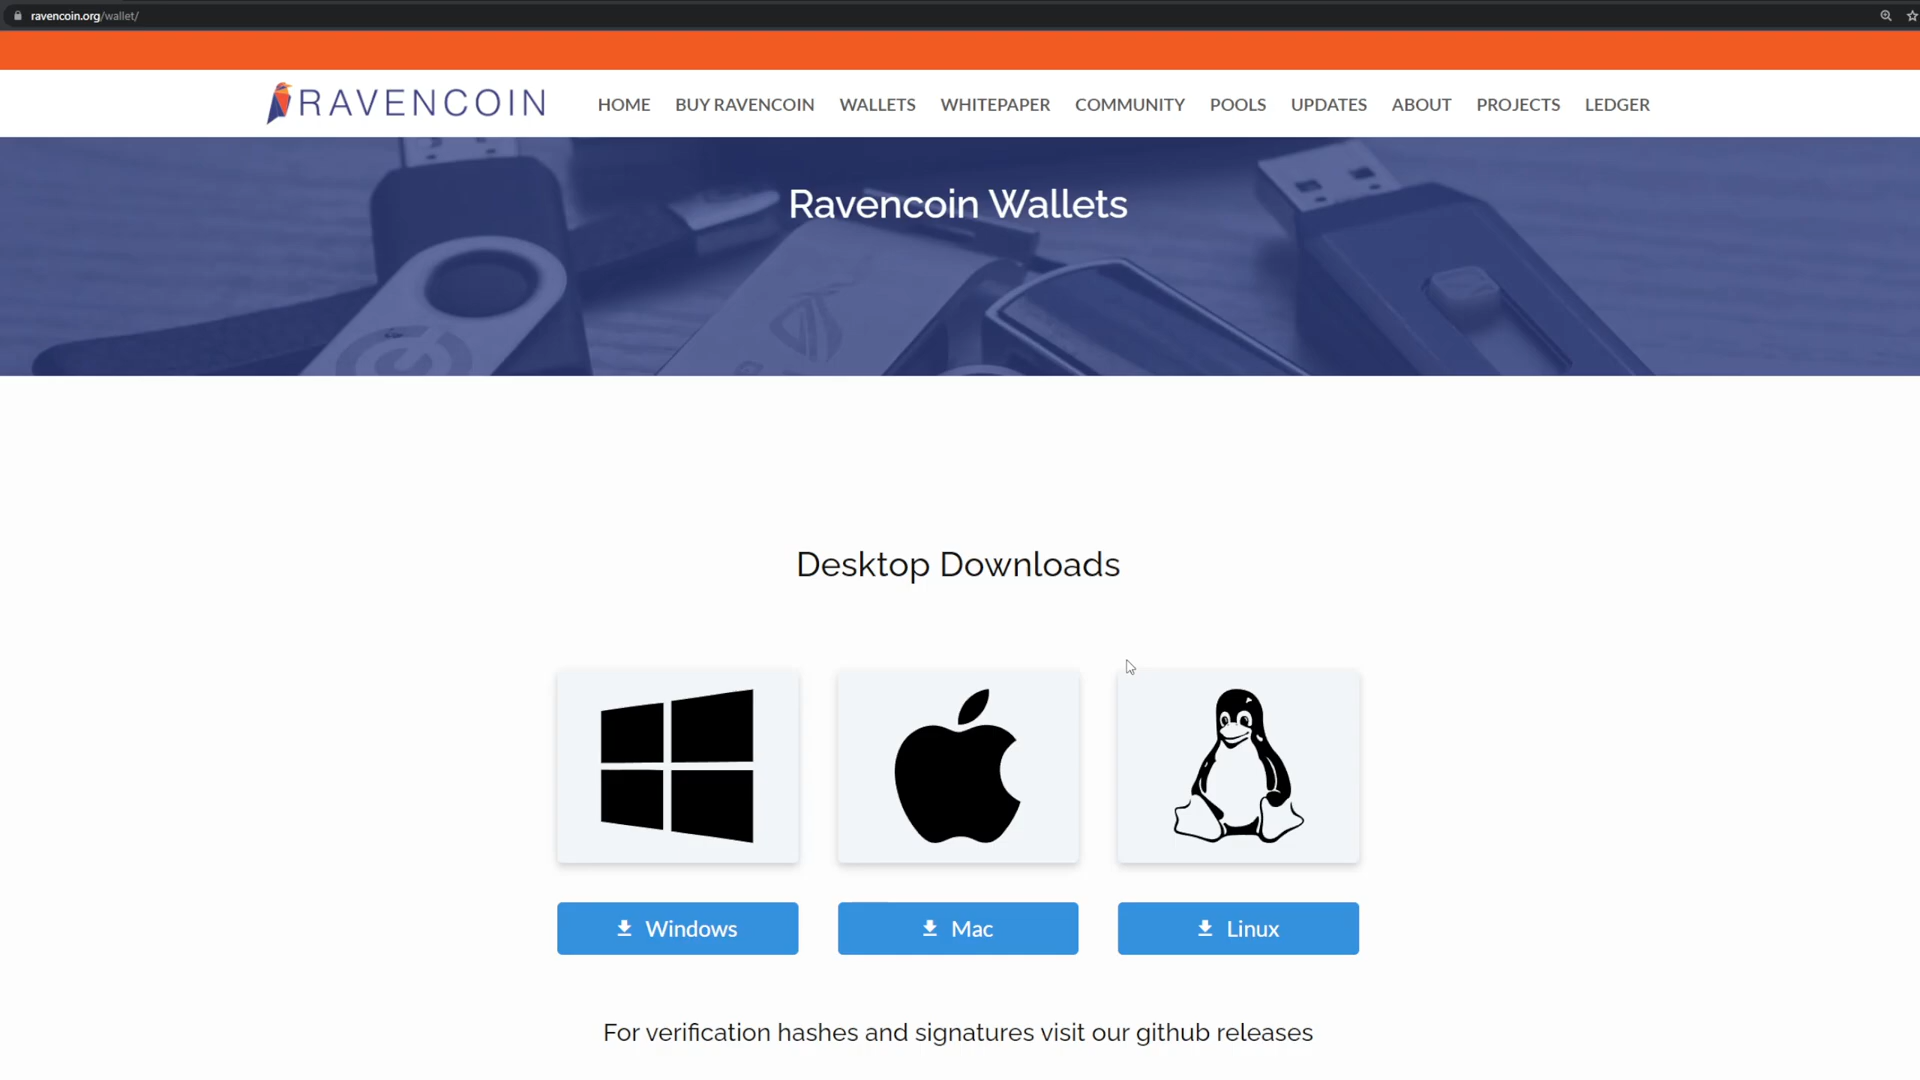 ravencoin.org/wallet/
RAVENCOIN
HOME BUY RAVENCOIN WALLETS WHITEPAPER COMMUNITY POOLS UPDATES ABOUT PROJECTS LEDGER
Ravencoin Wallets
Desktop Downloads
Windows Mac Linux
For verification hashes and signatures visit our github releases